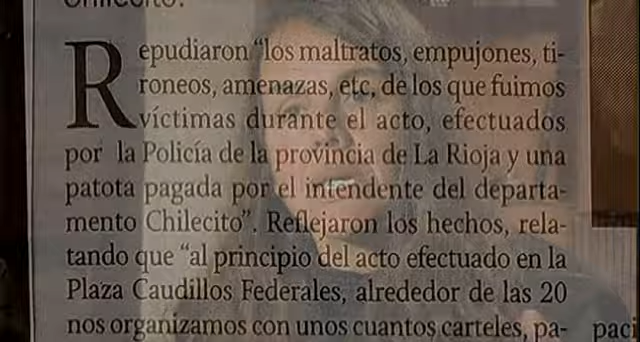 Chilecito.
Repudiaron “los maltratos, empujones, ti-
roneos, amenazas, etc, de los que fuimos
víctimas durante el acto, efectuados
por la Policía de la provincia de La Rioja y una
patota pagada por el intendente del departa-
mento Chilecito”. Reflejaron los hechos, rela-
tando que “al principio del acto efectuado en la
Plaza Caudillos Federales, alrededor de las 20
nos organizamos con unos cuantos carteles, pa-
paci